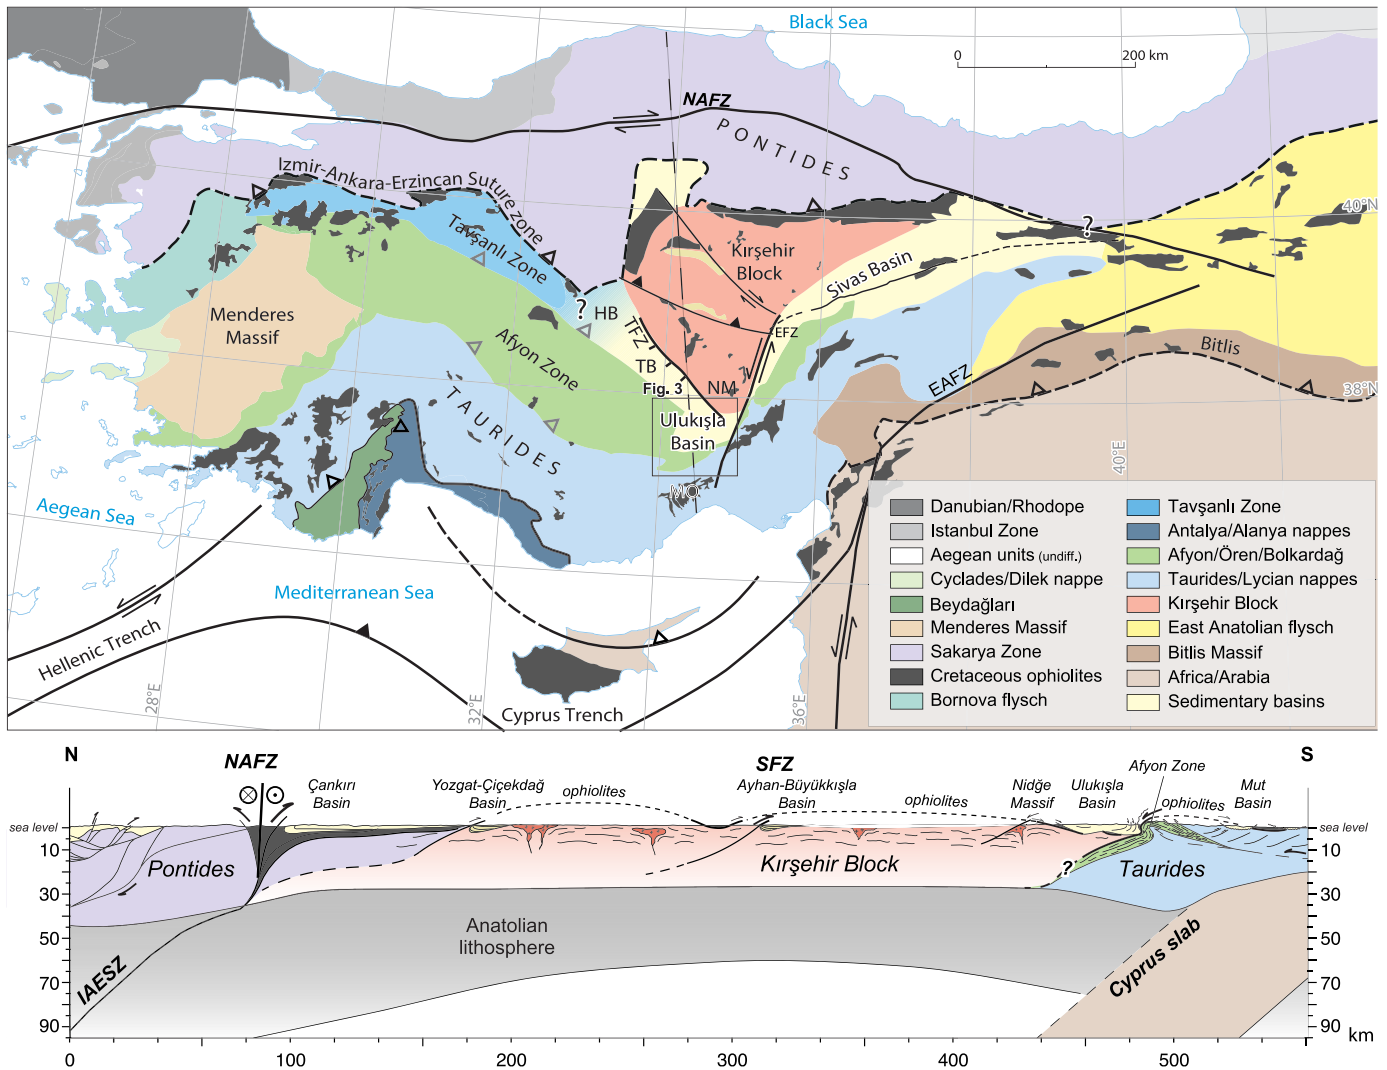 Black Sea
0
200 km
NAFZ
PONTIDES
Izmir-Ankara-Erzincan Suture zone
40°N
?
Tavşanlı Zone
Kırşehir
Block
Sivas Basin
?
HB
Menderes
Massif
TFZ
EFZ
Afyon Zone
Bitlis
TB
EAFZ
Fig. 3
NM
38°N
TAURIDES
Ulukışla
Basin
40°E
MO
Aegean Sea
Mediterranean Sea
Hellenic Trench
28°E
32°E
36°E
Cyprus Trench
Danubian/Rhodope
Istanbul Zone
Aegean units (undiff.)
Cyclades/Dilek nappe
Beydağları
Menderes Massif
Sakarya Zone
Cretaceous ophiolites
Bornova flysch
Tavşanlı Zone
Antalya/Alanya nappes
Afyon/Ören/Bolkardağ
Taurides/Lycian nappes
Kırşehir Block
East Anatolian flysch
Bitlis Massif
Africa/Arabia
Sedimentary basins
N
NAFZ
SFZ
S
Çankırı
Basin
Yozgat-Çiçekdağ
Basin
ophiolites
Ayhan-Büyükkışla
Basin
ophiolites
Nidğe
Massif
Ulukışla
Basin
Afyon Zone
ophiolites
Mut
Basin
sea level
10
30
50
70
90
sea level
10
30
50
70
90
km
Pontides
Kırşehir Block
?
Taurides
Anatolian
lithosphere
IAESZ
Cyprus slab
0
100
200
300
400
500